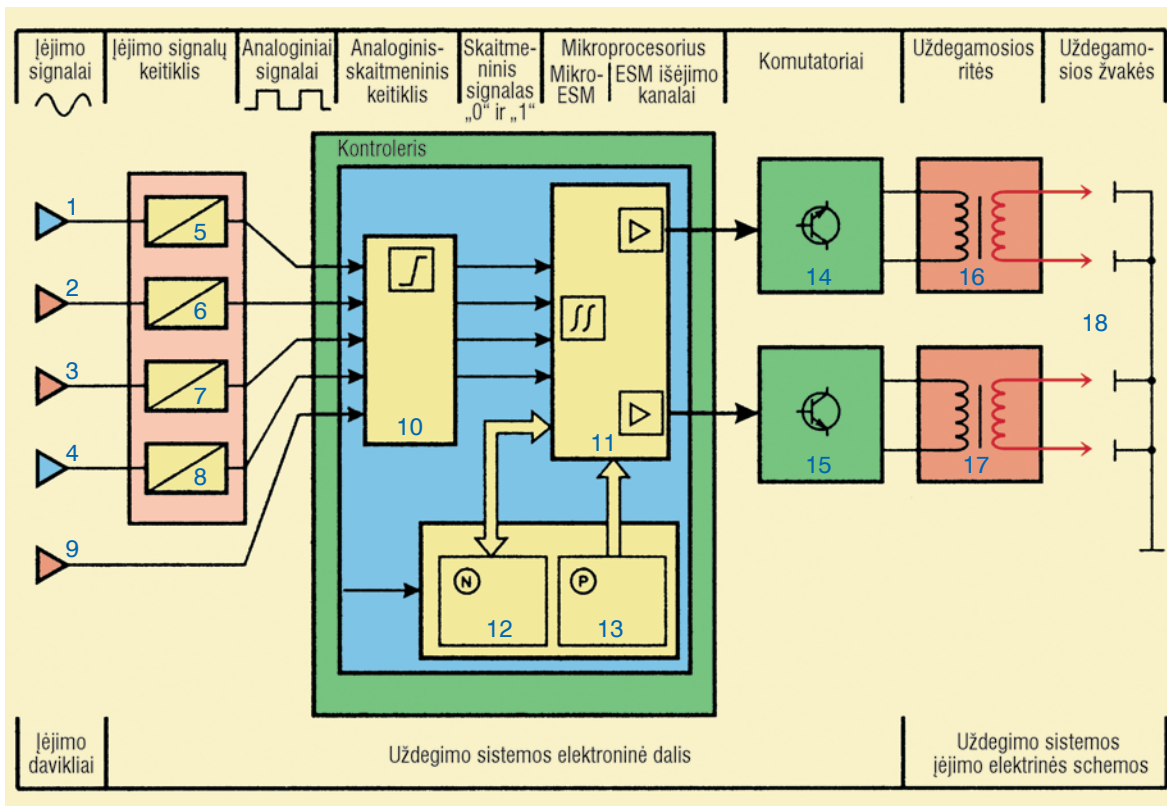 Įėjimo
signalai
Įėjimo signalų
keitiklis
Analoginiai
signalai
Analoginis-
skaitmeninis
keitiklis
Skaitme-
ninis
signalas
„0“ ir „1“
Mikroprocesorius
Mikro-
ESM
ESM išėjimo
kanalai
Komutatoriai
Uždegamosios
ritės
Uždegamo-
sios žvakės
Kontroleris
1
2
3
4
9
5
6
7
8
10
11
N
12
P
13
14
15
16
17
18
Įėjimo
davikliai
Uždegimo sistemos elektroninė dalis
Uždegimo sistemos
įėjimo elektrinės schemos